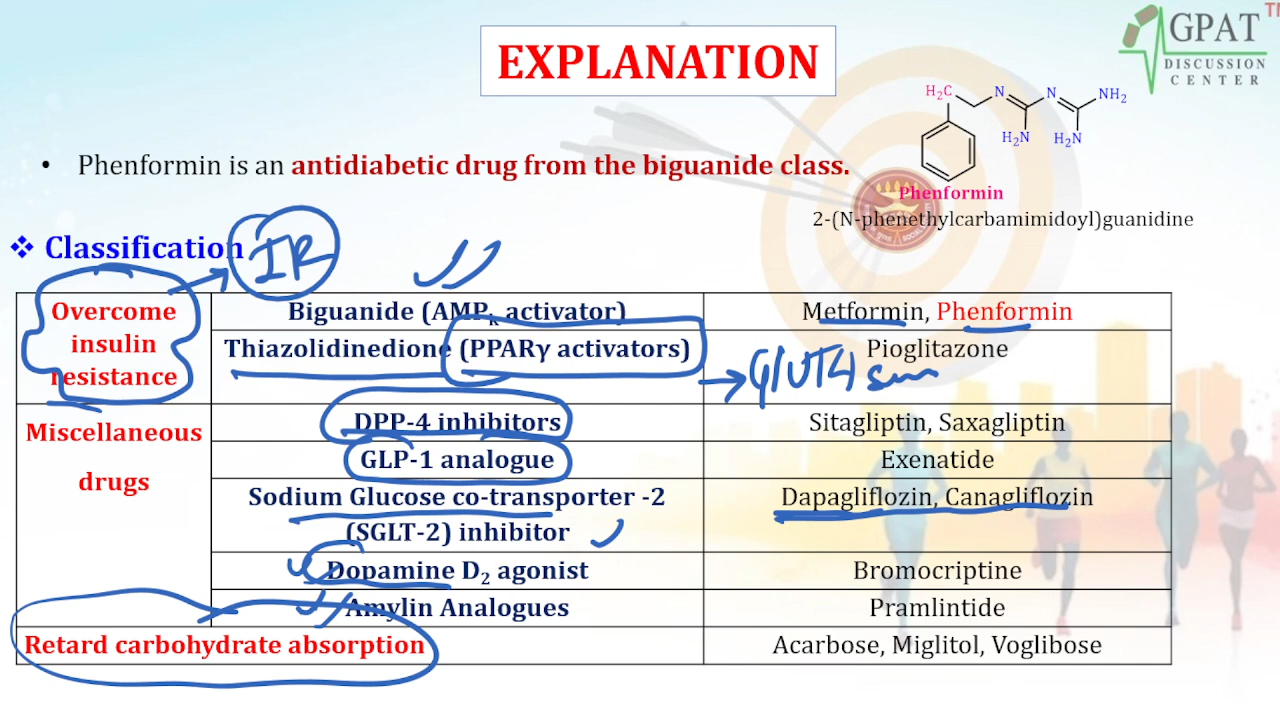 EXPLANATION
GPAT
DISCUSSION
CENTER
TM
H₂C
N
N
NH₂
H₂N
H₂N
• Phenformin is an antidiabetic drug from the biguanide class.
Phenformin
2-(N-phenethylcarbamimidoyl)guanidine
❖ Classification
IR
Overcome insulin resistance
Biguanide (AMPₖ activator)
Metformin, Phenformin
Thiazolidinedione (PPARγ activators)
Pioglitazone
GLUT4
Miscellaneous drugs
DPP-4 inhibitors
Sitagliptin, Saxagliptin
GLP-1 analogue
Exenatide
Sodium Glucose co-transporter -2
(SGLT-2) inhibitor
Dapagliflozin, Canagliflozin
Dopamine D₂ agonist
Bromocriptine
Amylin Analogues
Pramlintide
Retard carbohydrate absorption
Acarbose, Miglitol, Voglibose